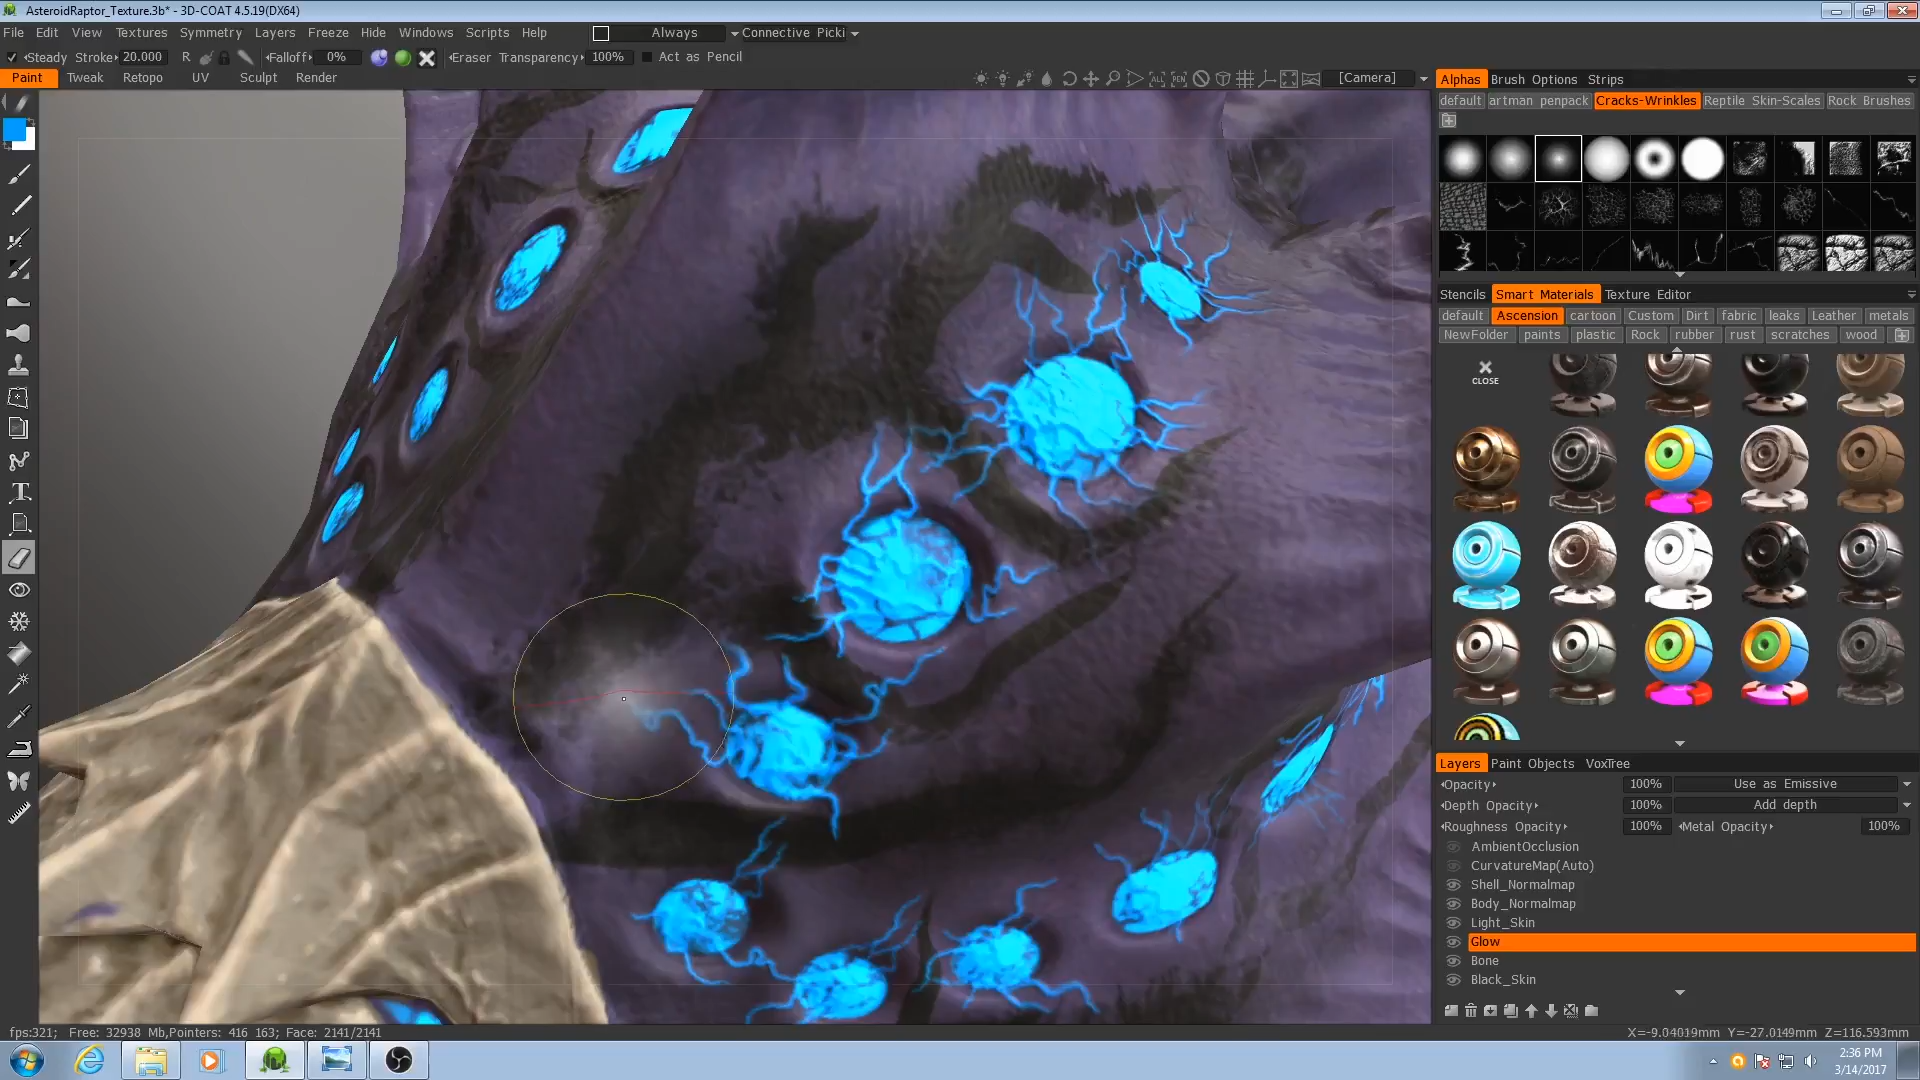 AsteroidRaptor_Texture.3b* - 3D-COAT 4.5.19(DX64)
File Edit View Textures Symmetry Layers Freeze Hide Windows Scripts Help Always Connective Picki
Steady Stroke 20.000 R Falloff 0% Eraser Transparency 100% Act as Pencil
Paint Tweak Retopo UV Sculpt Render [Camera]
Alphas Brush Options Strips
default artman penpack Cracks-Wrinkles Reptile Skin-Scales Rock Brushes
Stencils Smart Materials Texture Editor
default Ascension cartoon Custom Dirt fabric leaks Leather metals
NewFolder paints plastic Rock rubber rust scratches wood
CLOSE
Layers Paint Objects VoxTree
Opacity 100% Use as Emissive
Depth Opacity 100% Add depth
Roughness Opacity 100% Metal Opacity 100%
AmbientOcclusion
CurvatureMap(Auto)
Shell_Normalmap
Body_Normalmap
Light_Skin
Glow
Bone
Black_Skin
fps:321; Free: 32938 Mb,Pointers: 416 163; Face: 2141/2141 X=-9.04019mm Y=-27.0149mm Z=116.593mm
2:36 PM
3/14/2017